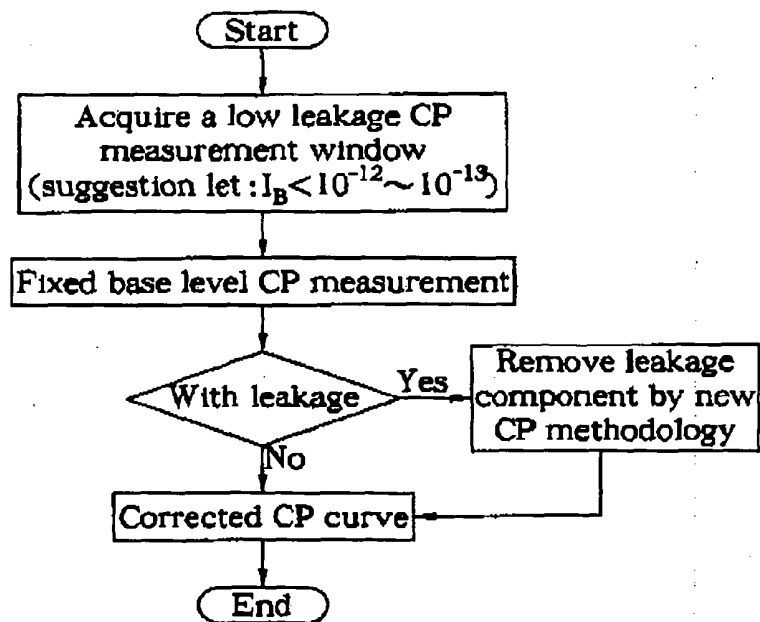 Start
Acquire a low leakage CP
measurement window
(suggestion let:I_B<10^-12~10^-13)
Fixed base level CP measurement
With leakage
Yes
Remove leakage
component by new
CP methodology
No
Corrected CP curve
End